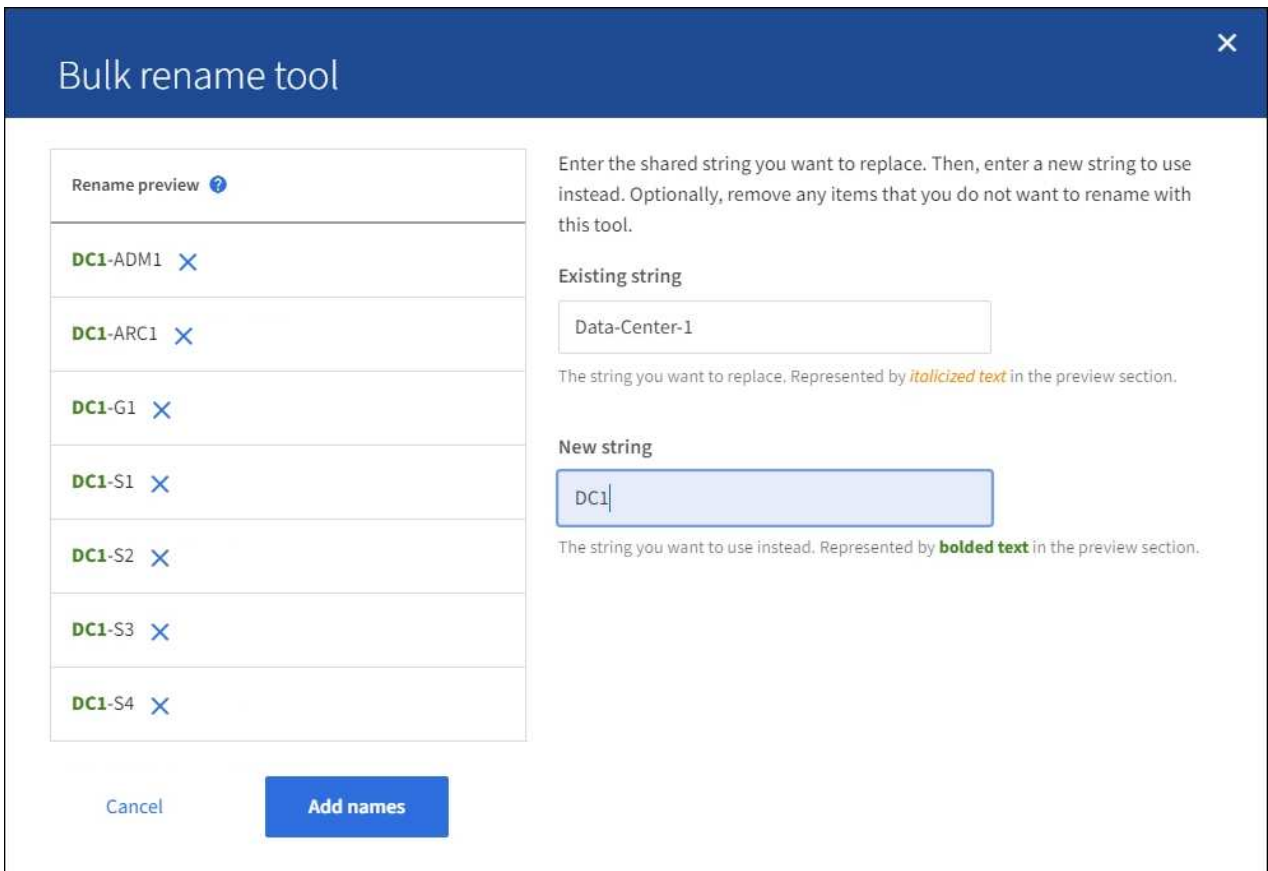 Bulk rename tool
Rename preview
DC1-ADM1
DC1-ARC1
DC1-G1
DC1-S1
DC1-S2
DC1-S3
DC1-S4
Cancel
Add names
Enter the shared string you want to replace. Then, enter a new string to use
instead. Optionally, remove any items that you do not want to rename with
this tool.
Existing string
Data-Center-1
The string you want to replace. Represented by italicized text in the preview section.
New string
DC1
The string you want to use instead. Represented by bolded text in the preview section.